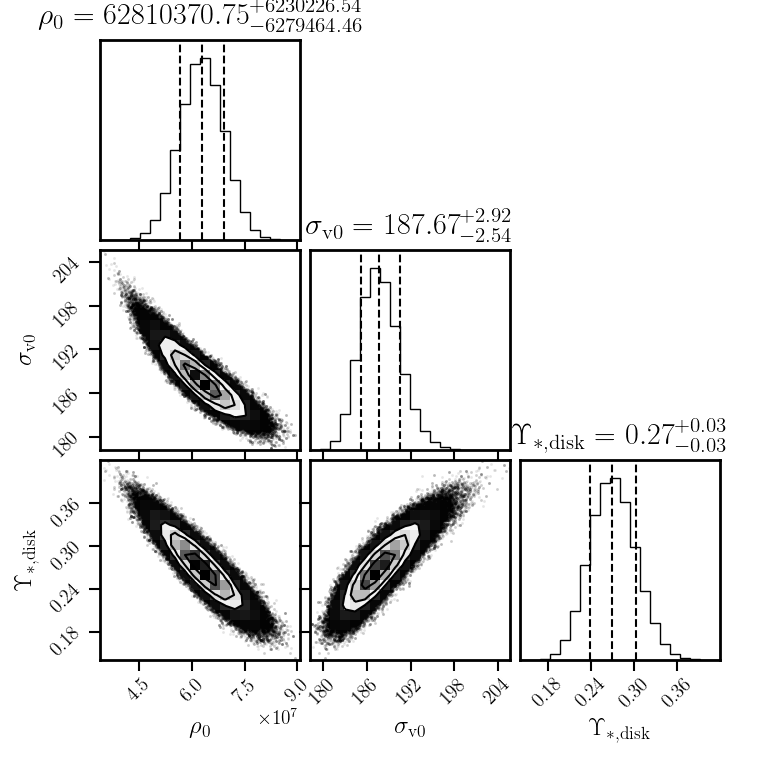 ρ₀ = 62810370.75⁺⁶²³⁰²²⁶·⁵⁴₋₆₂₇₉₄₆₄.₄₆
σᵥ₀ = 187.67⁺²·⁹²₋₂.₅₄
204
198
192
186
180
σᵥ₀
ϒ∗,disk = 0.27⁺⁰·⁰³₋₀.₀₃
0.36
0.30
0.24
0.18
ϒ∗,disk
4.5 6.0 7.5 9.0
×10⁷
ρ₀
180 186 192 198 204
σᵥ₀
0.18 0.24 0.30 0.36
ϒ∗,disk